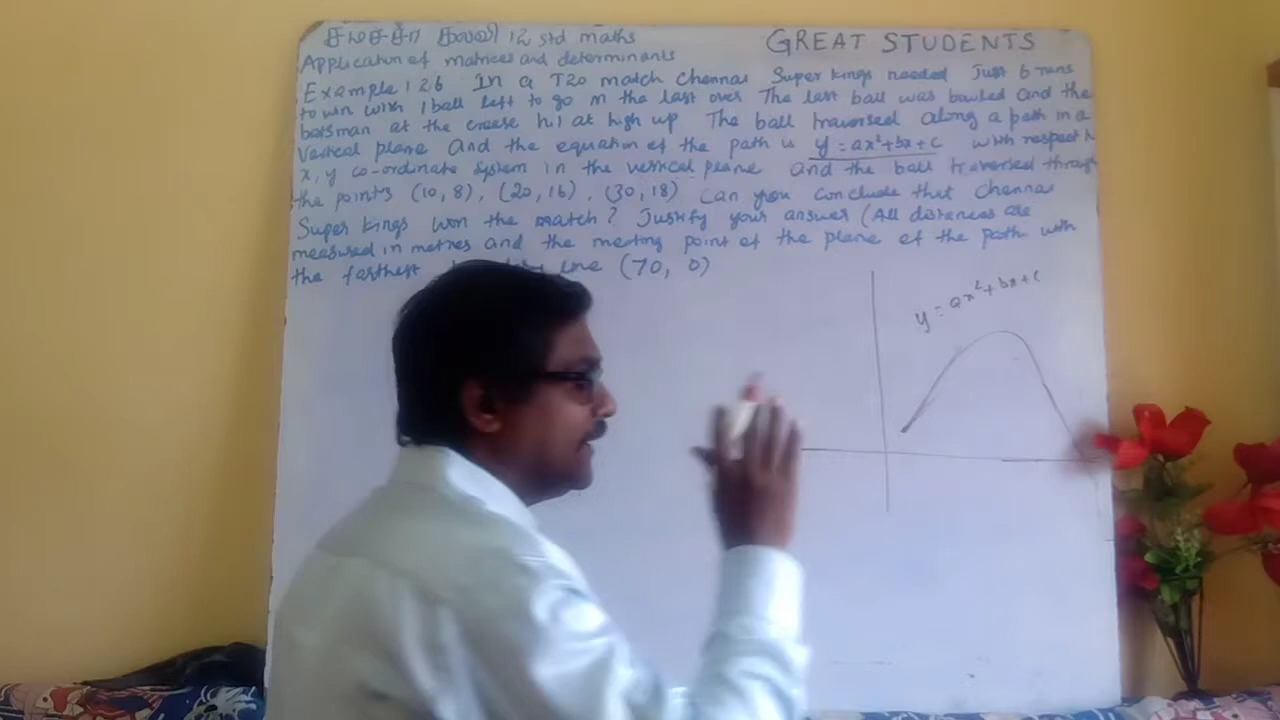 12 std maths
GREAT STUDENTS
Application of matrices and determinants
Example 1 26 In a T20 match Chennai Super kings needed Just 6 runs
to win with 1 ball left to go in the last over The last ball was bowled and the
batsman at the crease hit at high up The ball traversed along a path in a
Vertical plane and the equation of the path is y = ax²+bx+c with respect to
x, y co-ordinate system in the vertical plane and the ball traversed through
the points (10, 8), (20, 16), (30, 18) Can you conclude that Chennai
Super kings won the match? Justify your answer (All distances are
measured in metres and the meeting point of the plane of the path with
the farthest line (70, 0)
y = ax²+bx+c